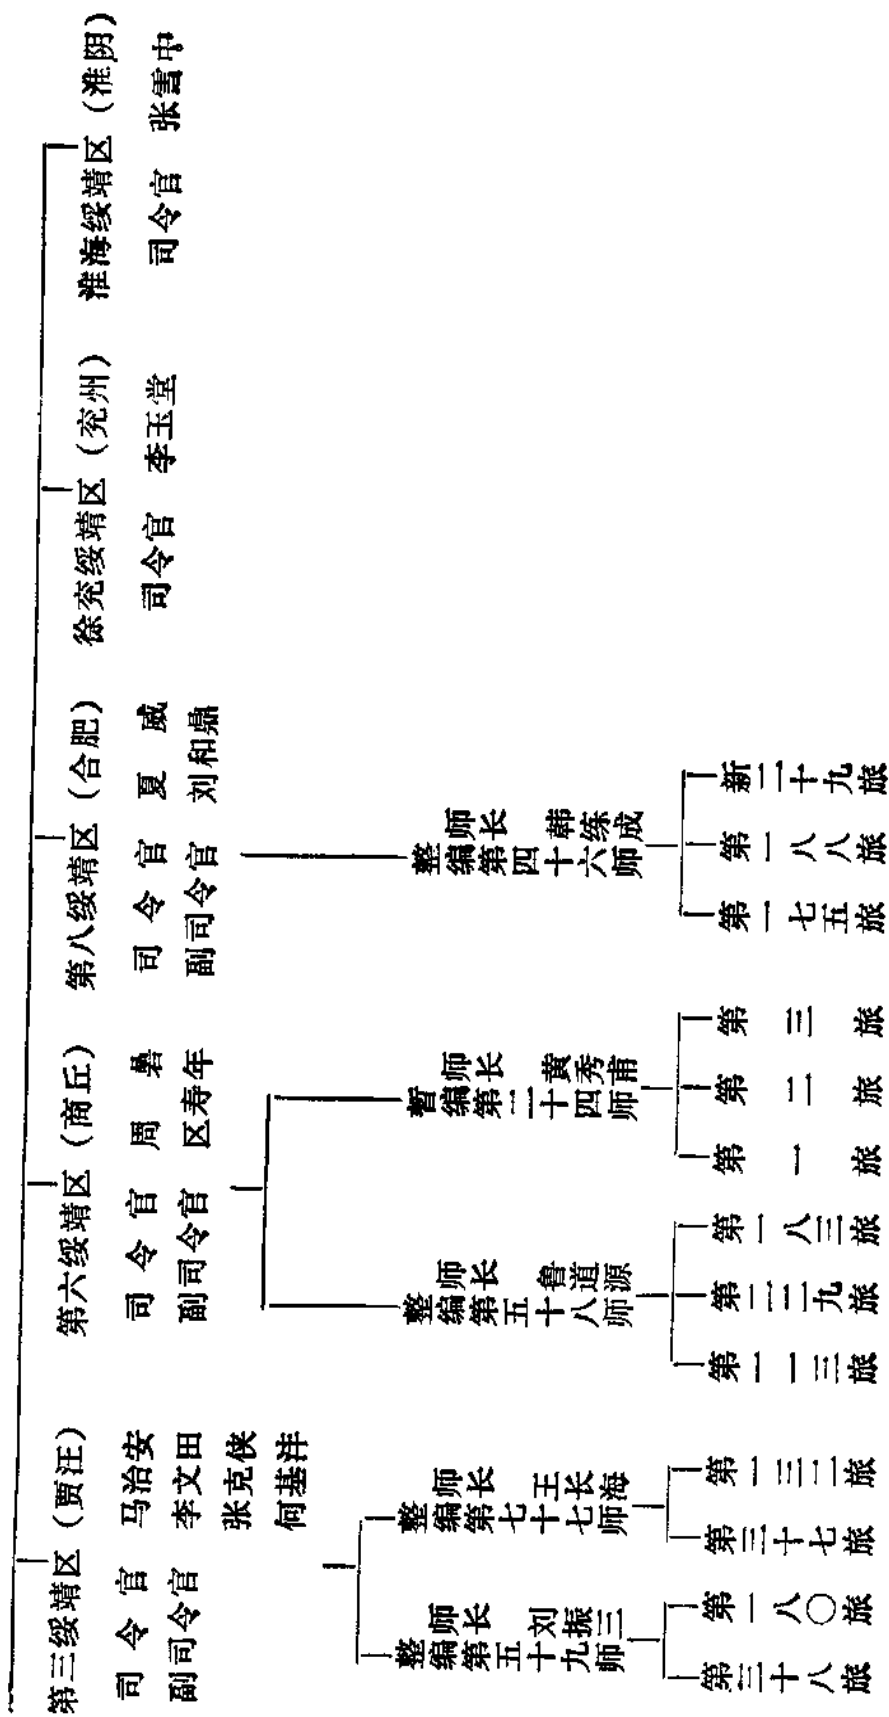 第三绥靖区（贾汪）
司令官 马治安
副司令官 李文田
张克侠
何基沣
整编第五十九师
师长 刘振三
第三十八旅
第一八〇旅
整编第七十七师
师长 王长海
第三十七旅
第一三二旅
第六绥靖区（商丘）
司令官 周
副司令官 区寿年
整编第五十八师
师长 鲁道源
第一一三旅
第二二九旅
第一八三旅
暂编第二十四师
师长 黄秀甫
第一旅
第二旅
第三旅
第八绥靖区（合肥）
司令官 夏威
副司令官 刘和鼎
整编第四十六师
师长 韩练成
第一七五旅
第一八八旅
新二十九旅
徐兖绥靖区（兖州）
司令官 李玉堂
淮海绥靖区（淮阴）
司令官 张雪中